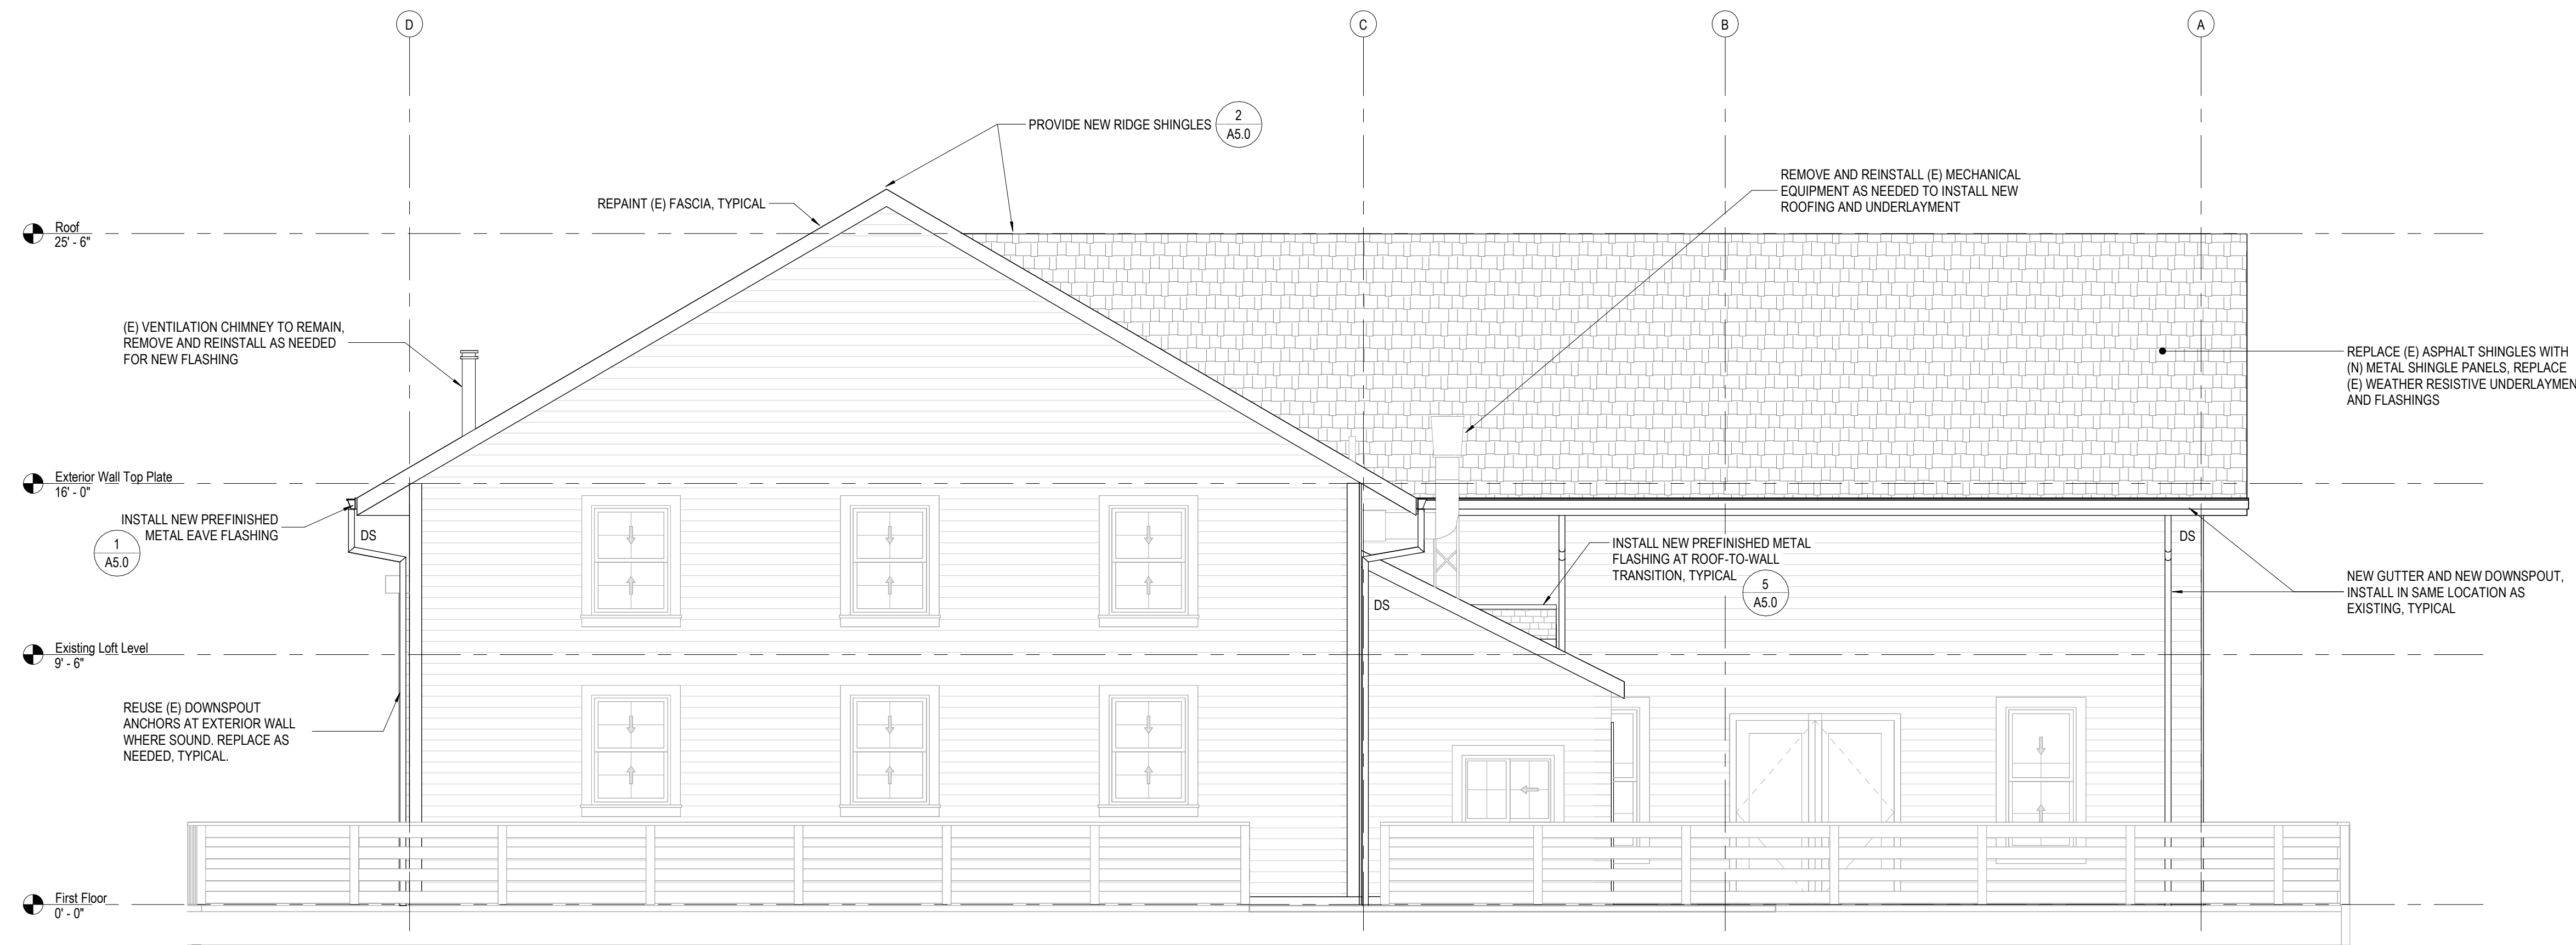 D
C
B
A
PROVIDE NEW RIDGE SHINGLES
2
A5.0
REMOVE AND REINSTALL (E) MECHANICAL
EQUIPMENT AS NEEDED TO INSTALL NEW
ROOFING AND UNDERLAYMENT
REPAINT (E) FASCIA, TYPICAL
Roof
25' - 6"
(E) VENTILATION CHIMNEY TO REMAIN,
REMOVE AND REINSTALL AS NEEDED
FOR NEW FLASHING
REPLACE (E) ASPHALT SHINGLES WITH
(N) METAL SHINGLE PANELS, REPLACE
(E) WEATHER RESISTIVE UNDERLAYMEN
AND FLASHINGS
Exterior Wall Top Plate
16' - 0"
INSTALL NEW PREFINISHED
METAL EAVE FLASHING
1
A5.0
DS
DS
DS
INSTALL NEW PREFINISHED METAL
FLASHING AT ROOF-TO-WALL
TRANSITION, TYPICAL
5
A5.0
NEW GUTTER AND NEW DOWNSPOUT,
INSTALL IN SAME LOCATION AS
EXISTING, TYPICAL
Existing Loft Level
9' - 6"
REUSE (E) DOWNSPOUT
ANCHORS AT EXTERIOR WALL
WHERE SOUND. REPLACE AS
NEEDED, TYPICAL.
First Floor
0' - 0"